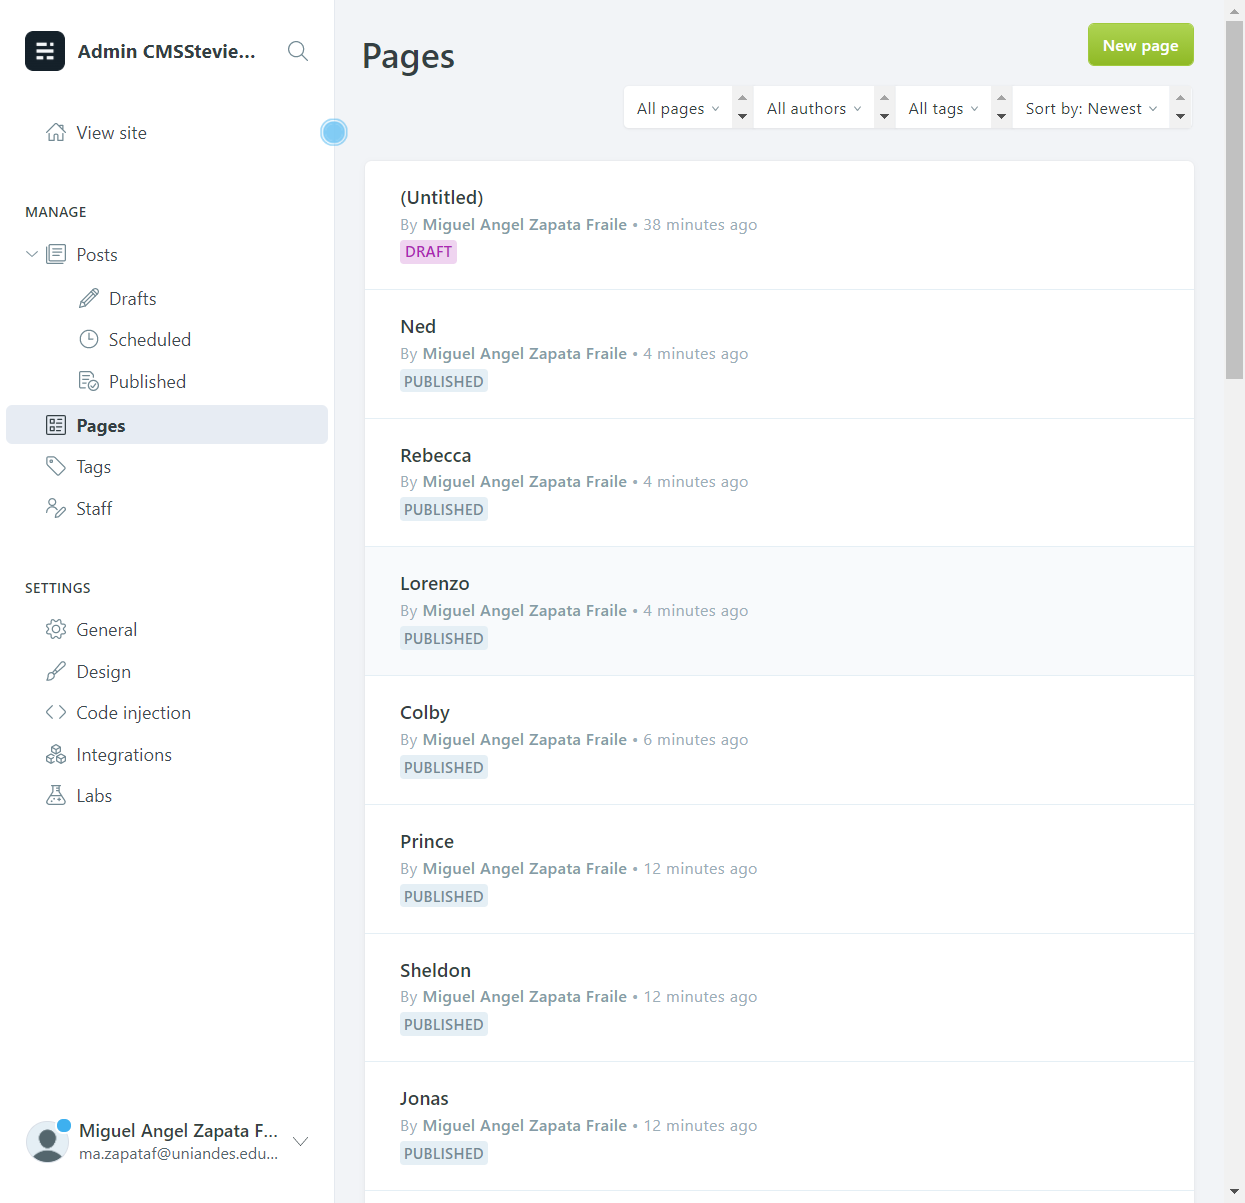 Admin CMSStevie...
View site
MANAGE
Posts
Drafts
Scheduled
Published
Pages
Tags
Staff
SETTINGS
General
Design
Code injection
Integrations
Labs
Miguel Angel Zapata F...
ma.zapataf@uniandes.edu...
Pages
New page
All pages
All authors
All tags
Sort by: Newest
(Untitled)
By Miguel Angel Zapata Fraile • 38 minutes ago
DRAFT
Ned
By Miguel Angel Zapata Fraile • 4 minutes ago
PUBLISHED
Rebecca
By Miguel Angel Zapata Fraile • 4 minutes ago
PUBLISHED
Lorenzo
By Miguel Angel Zapata Fraile • 4 minutes ago
PUBLISHED
Colby
By Miguel Angel Zapata Fraile • 6 minutes ago
PUBLISHED
Prince
By Miguel Angel Zapata Fraile • 12 minutes ago
PUBLISHED
Sheldon
By Miguel Angel Zapata Fraile • 12 minutes ago
PUBLISHED
Jonas
By Miguel Angel Zapata Fraile • 12 minutes ago
PUBLISHED